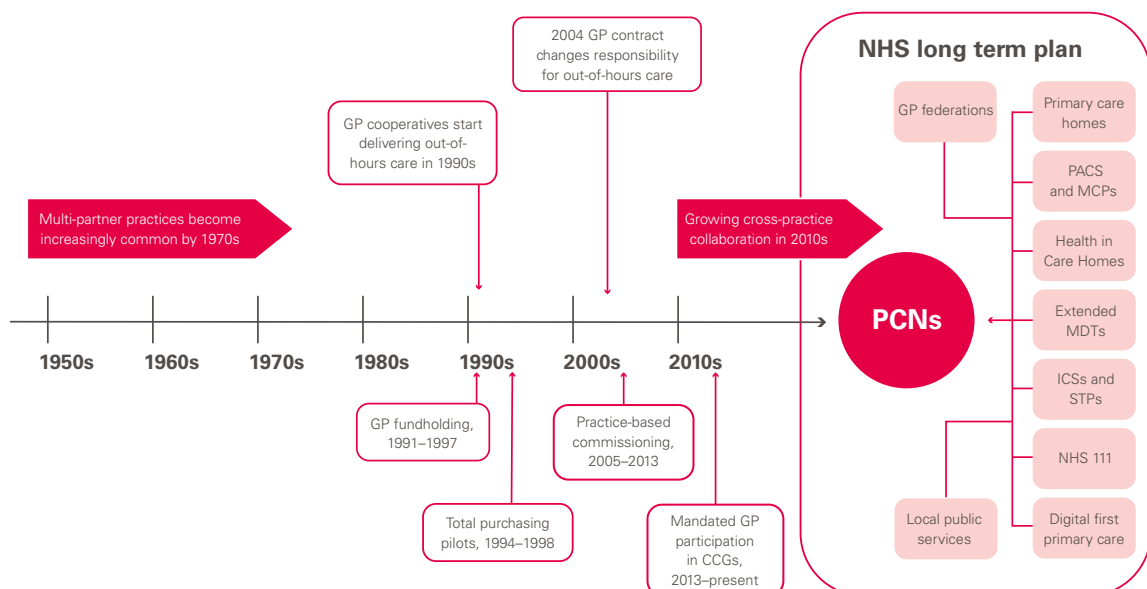 2004 GP contract
changes responsibility
for out-of-hours care
GP cooperatives start
delivering out-of-
hours care in 1990s
Multi-partner practices become
increasingly common by 1970s
Growing cross-practice
collaboration in 2010s
1950s
1960s
1970s
1980s
1990s
2000s
2010s
GP fundholding,
1991–1997
Practice-based
commissioning,
2005–2013
Total purchasing
pilots, 1994–1998
Mandated GP
participation
in CCGs,
2013–present
NHS long term plan
PCNs
GP federations
Local public
services
Primary care
homes
PACS
and MCPs
Health in
Care Homes
Extended
MDTs
ICSs and
STPs
NHS 111
Digital first
primary care